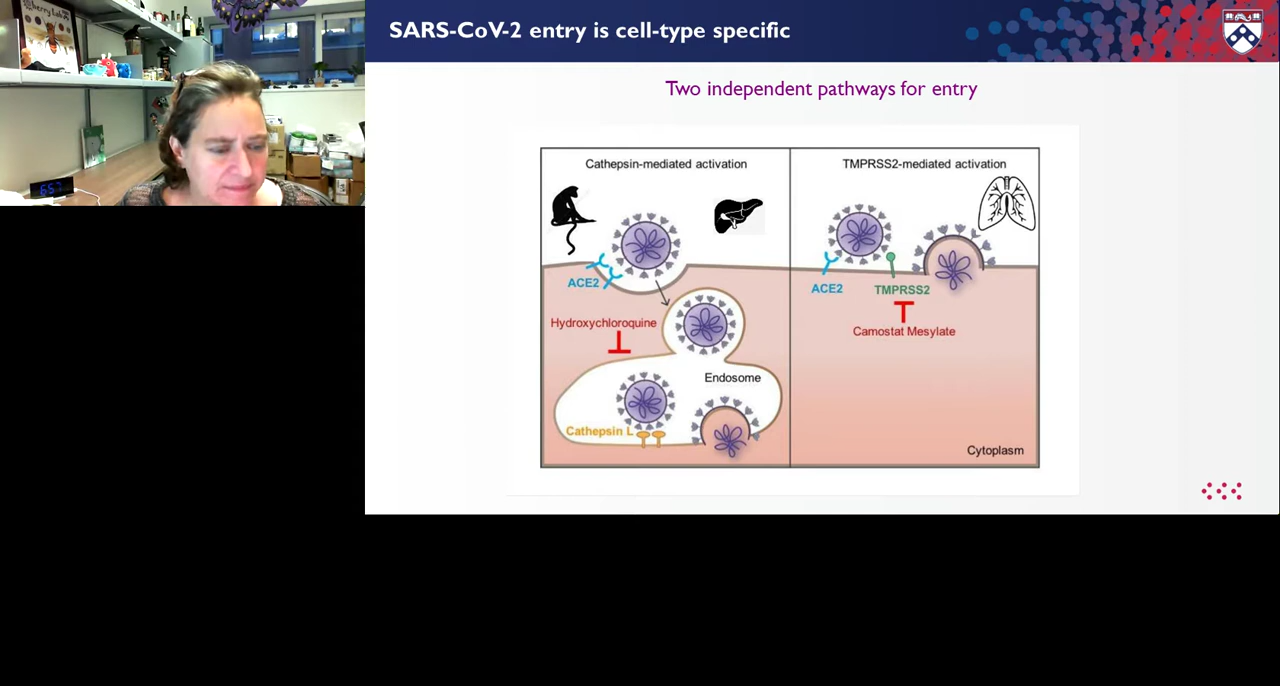 SARS-CoV-2 entry is cell-type specific
Two independent pathways for entry
Cathepsin-mediated activation
TMPRSS2-mediated activation
ACE2
ACE2
TMPRSS2
Hydroxychloroquine
Camostat Mesylate
Endosome
Cathepsin L
Cytoplasm